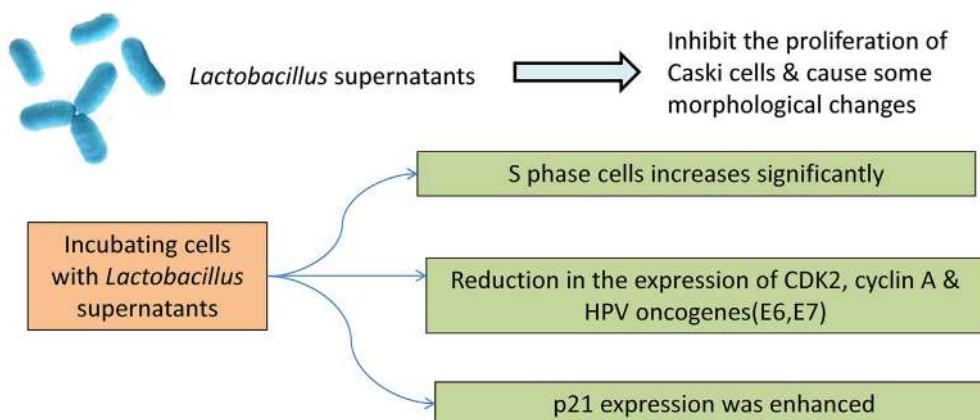 Lactobacillus supernatants
Inhibit the proliferation of
Caski cells & cause some
morphological changes
S phase cells increases significantly
Incubating cells
with Lactobacillus
supernatants
Reduction in the expression of CDK2, cyclin A &
HPV oncogenes(E6,E7)
p21 expression was enhanced